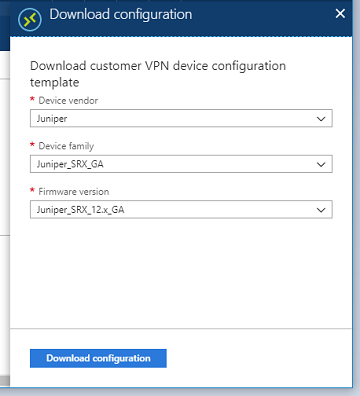 Download configuration
Download customer VPN device configuration
template
* Device vendor
Juniper
* Device family
Juniper_SRX_GA
* Firmware version
Juniper_SRX_12.x_GA
Download configuration